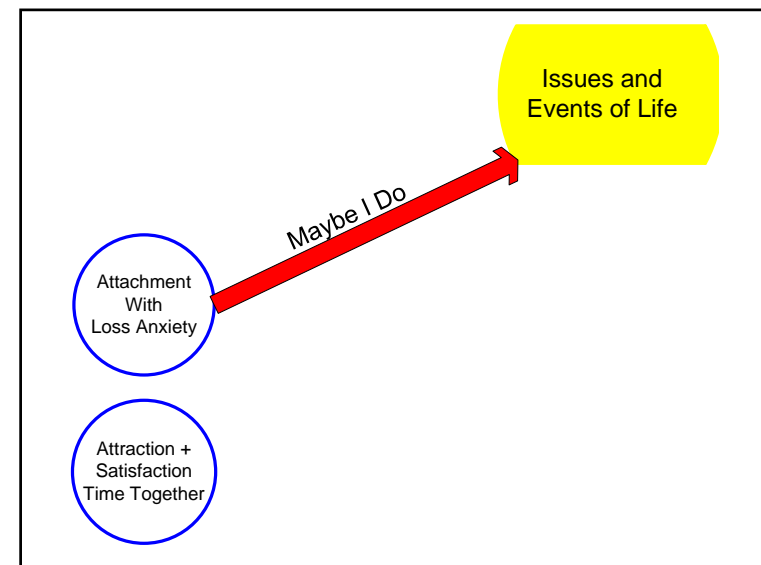 Issues and
Events of Life
Maybe I Do
Attachment
With
Loss Anxiety
Attraction +
Satisfaction
Time Together